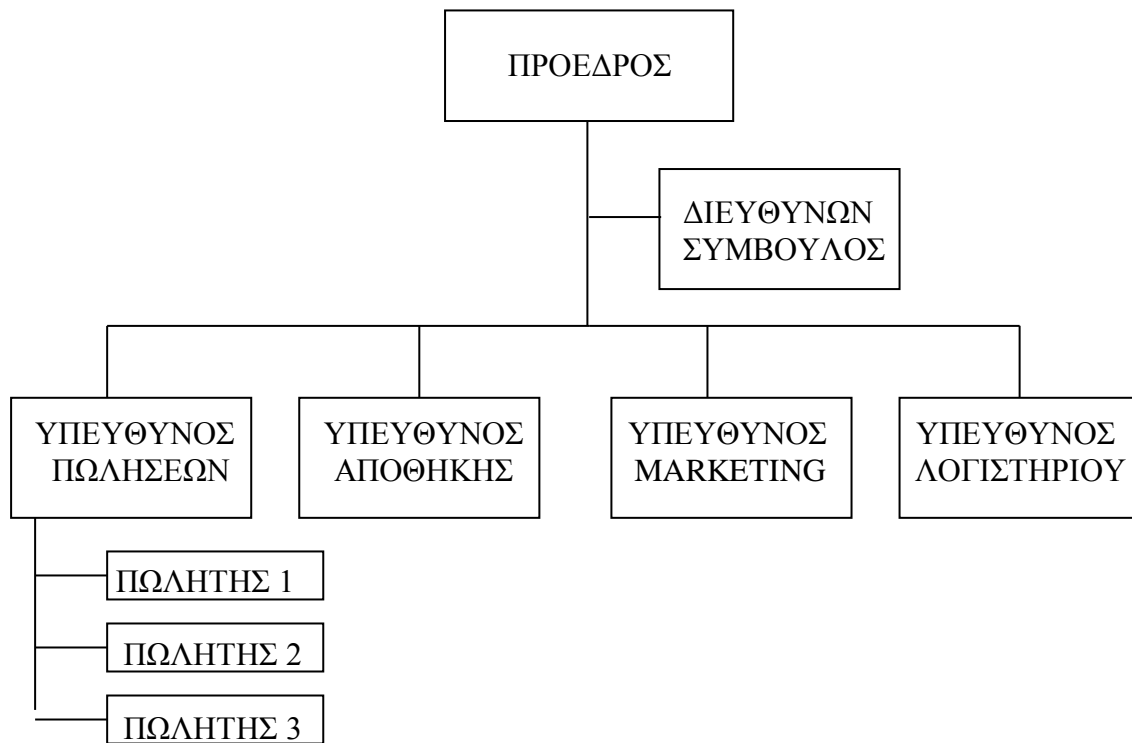 ΠΡΟΕΔΡΟΣ
ΔΙΕΥΘΥΝΩΝ
ΣΥΜΒΟΥΛΟΣ
ΥΠΕΥΘΥΝΟΣ
ΠΩΛΗΣΕΩΝ
ΥΠΕΥΘΥΝΟΣ
ΑΠΟΘΗΚΗΣ
ΥΠΕΥΘΥΝΟΣ
MARKETING
ΥΠΕΥΘΥΝΟΣ
ΛΟΓΙΣΤΗΡΙΟΥ
ΠΩΛΗΤΗΣ 1
ΠΩΛΗΤΗΣ 2
ΠΩΛΗΤΗΣ 3